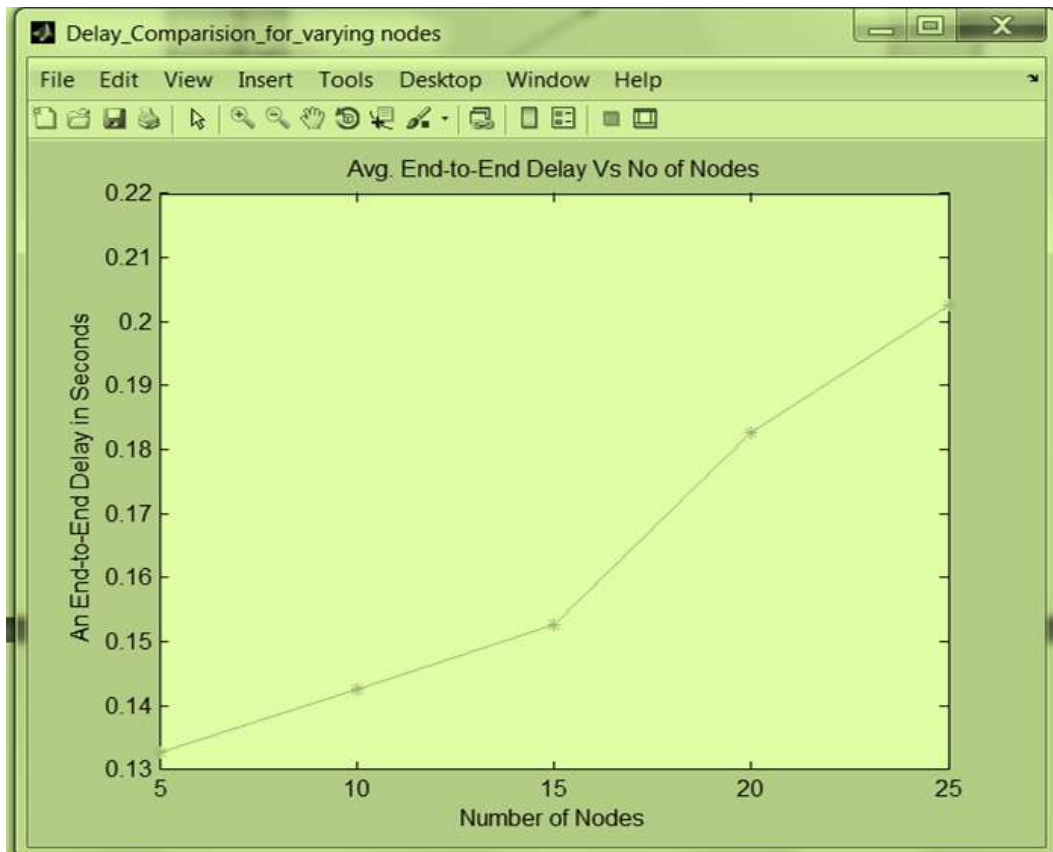 Delay_Comparision_for_varying nodes
File Edit View Insert Tools Desktop Window Help
Avg. End-to-End Delay Vs No of Nodes
An End-to-End Delay in Seconds
0.22
0.21
0.2
0.19
0.18
0.17
0.16
0.15
0.14
0.13
5 10 15 20 25
Number of Nodes